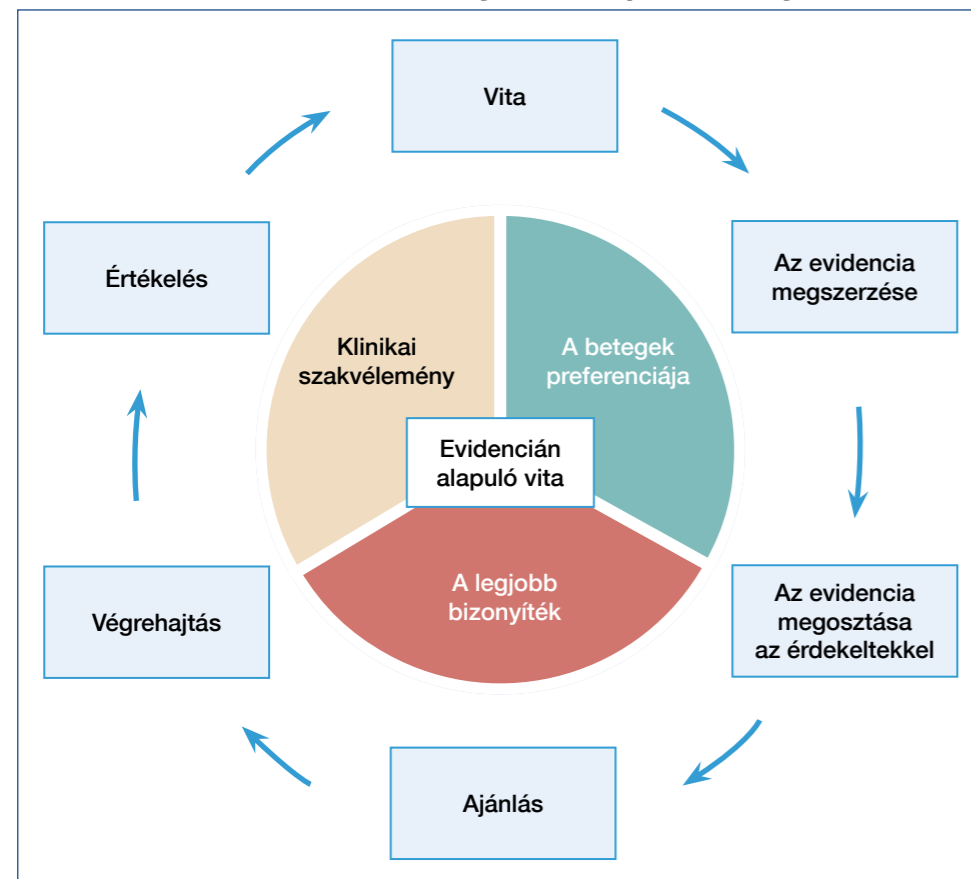 Vita
Az evidencia
megszerzése
Az evidencia
megosztása
az érdekeltekkel
Ajánlás
Végrehajtás
Értékelés
Klinikai
szakvélemény
A betegek
preferenciája
Evidencián
alapuló vita
A legjobb
bizonyíték